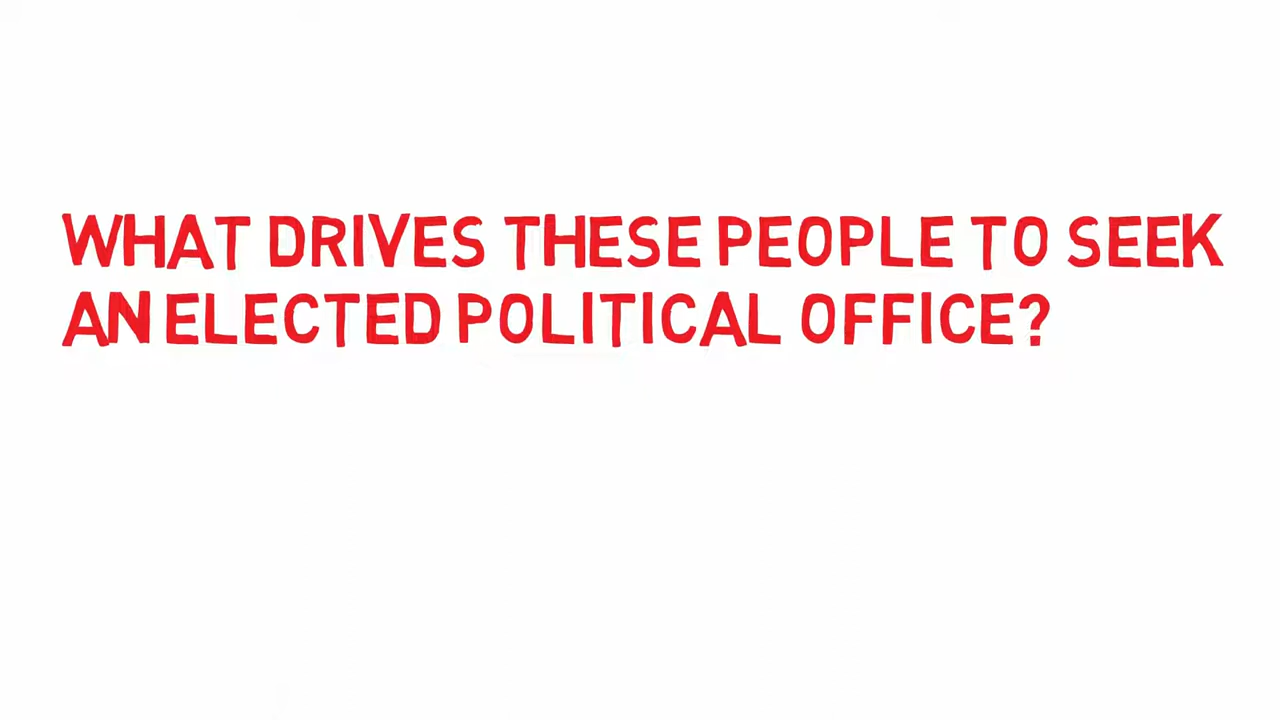 WHAT DRIVES THESE PEOPLE TO SEEK
AN ELECTED POLITICAL OFFICE?